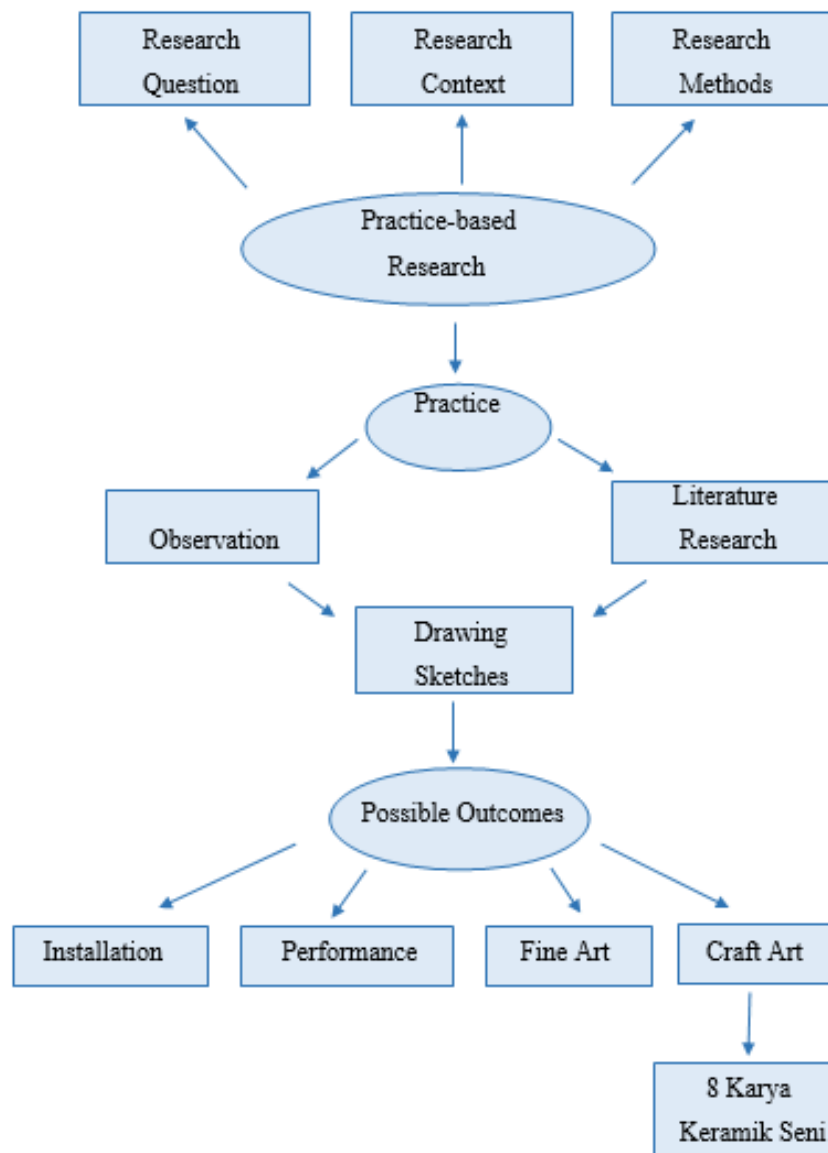 Research
Question
Research
Context
Research
Methods
Practice-based
Research
Practice
Observation
Literature
Research
Drawing
Sketches
Possible Outcomes
Installation
Performance
Fine Art
Craft Art
8 Karya
Keramik Seni